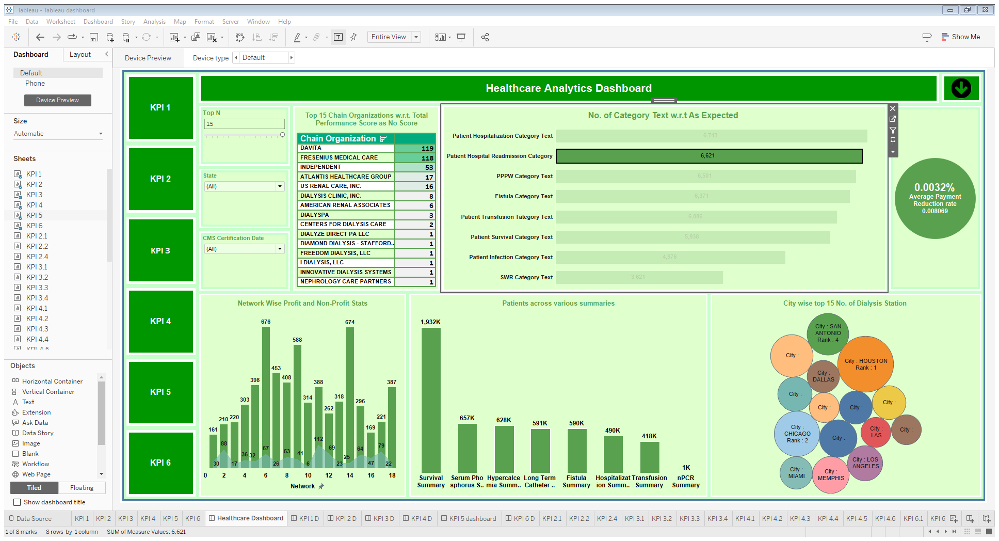 Tableau - Tableau dashboard
File Data Worksheet Dashboard Story Analysis Map Format Server Window Help
Entire View
Show Me
Dashboard Layout
Device Preview Device type Default
Default
Phone
Device Preview
Size
Automatic
Sheets
KPI 1
KPI 2
KPI 3
KPI 4
KPI 5
KPI 6
KPI 2.1
KPI 2.2
KPI 2.4
KPI 3.1
KPI 3.2
KPI 3.3
KPI 3.4
KPI 4.1
KPI 4.2
KPI 4.3
KPI 4.4
KPI 4.5
Objects
Horizontal Container
Vertical Container
A Text
Extension
Ask Data
Data Story
Image
Blank
Workflow
Web Page
Tiled Floating
Show dashboard title
KPI 1
KPI 2
KPI 3
KPI 4
KPI 5
KPI 6
Healthcare Analytics Dashboard
Top N
15
State
(All)
CMS Certification Date
(All)
Top 15 Chain Organizations w.r.t. Total
Performance Score as No Score
Chain Organization
DAVITA 119
FRESENIUS MEDICAL CARE 118
INDEPENDENT 53
ATLANTIS HEALTHCARE GROUP 17
US RENAL CARE, INC. 16
DIALYSIS CLINIC, INC. 8
AMERICAN RENAL ASSOCIATES 6
DIALYSPA 3
CENTERS FOR DIALYSIS CARE 2
DIALYZE DIRECT PA LLC 1
DIAMOND DIALYSIS - STAFFORD.. 1
FREEDOM DIALYSIS, LLC 1
I DIALYSIS, LLC 1
INNOVATIVE DIALYSIS SYSTEMS 1
NEPHROLOGY CARE PARTNERS 1
No. of Category Text w.r.t As Expected
Patient Hospitalization Category Text 6,743
Patient Hospital Readmission Category 6,621
PPPW Category Text 6,501
Fistula Category Text 6,371
Patient Transfusion Tategory Text 6,086
Patient Survival Category Text 5,938
Patient Infection Category Text 4,976
SWR Category Text 3,621
0.0032%
Average Payment
Reduction rate
0.008069
Network Wise Profit and Non-Profit Stats
161 210 220 303 398 676 453 408 588 314 388 262 318 674 296 169 221 387
30 88 17 36 32 67 26 53 41 6 112 69 23 25 64 47 79 22
0 2 4 6 8 10 12 14 16 18
Network
Patients across various summaries
1,932K 657K 628K 591K 590K 490K 418K 1K
Survival Serum Pho Hypercalce Long Term Fistula Hospitalizat Transfusion nPCR
Summary sphorus S.. mia Summ.. Catheter .. Summary ion Summ.. Summary Summary
City wise top 15 No. of Dialysis Station
City : SAN
ANTONIO
Rank : 4
City :
City : HOUSTON
Rank : 1
City :
DALLAS
City :
City :
City :
City :
City :
CHICAGO
Rank : 2
City :
City :
LAS
City :
City : LOS
ANGELES
City :
MIAMI
City :
MEMPHIS
Data Source KPI 1 KPI 2 KPI 3 KPI 4 KPI 5 KPI 6 Healthcare Dashboard KPI 1 D KPI 2 D KPI 3 D KPI 4 D KPI 5 dashboard KPI 6 D KPI 2.1 KPI 2.2 KPI 2.4 KPI 3.1 KPI 3.2 KPI 3.3 KPI 3.4 KPI 4.1 KPI 4.2 KPI 4.3 KPI 4.4 KPI-4.5 KPI 4.6 KPI 6.1 KPI 6
1 of 8 marks 8 rows by 1 column SUM of Measure Values: 6,621